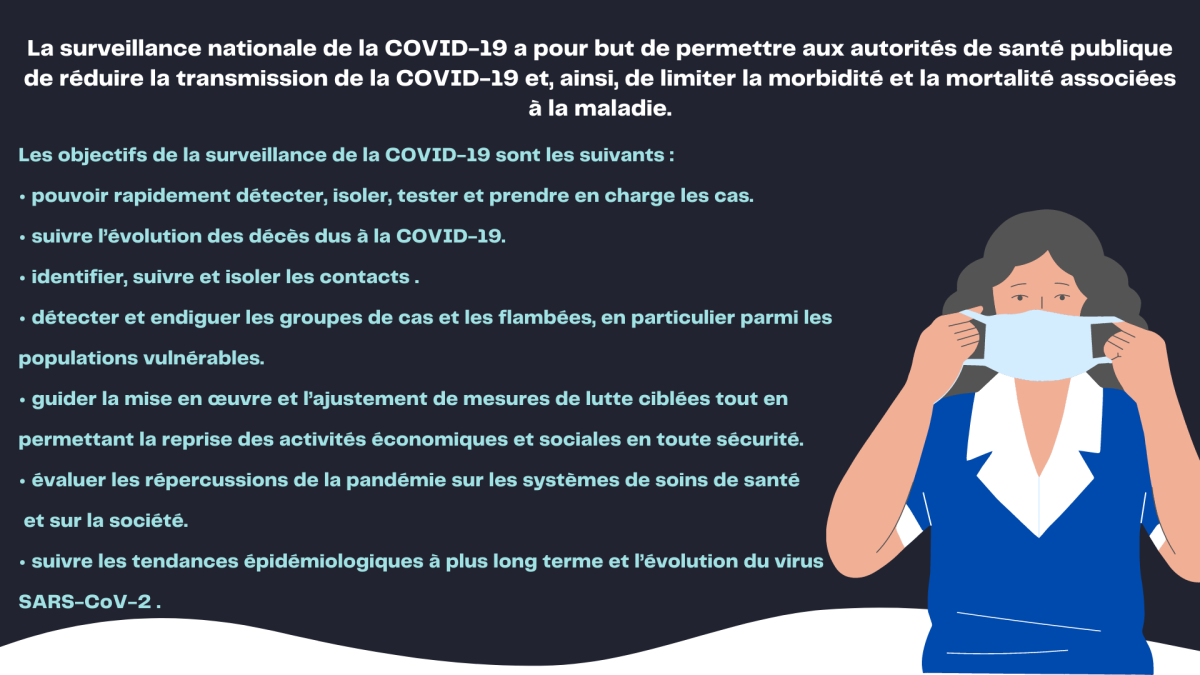 La surveillance nationale de la COVID-19 a pour but de permettre aux autorités de santé publique
de réduire la transmission de la COVID-19 et, ainsi, de limiter la morbidité et la mortalité associées
à la maladie.
Les objectifs de la surveillance de la COVID-19 sont les suivants :
• pouvoir rapidement détecter, isoler, tester et prendre en charge les cas.
• suivre l'évolution des décès dus à la COVID-19.
• identifier, suivre et isoler les contacts .
• détecter et endiguer les groupes de cas et les flambées, en particulier parmi les
populations vulnérables.
• guider la mise en œuvre et l'ajustement de mesures de lutte ciblées tout en
permettant la reprise des activités économiques et sociales en toute sécurité.
• évaluer les répercussions de la pandémie sur les systèmes de soins de santé
et sur la société.
• suivre les tendances épidémiologiques à plus long terme et l'évolution du virus
SARS-CoV-2 .